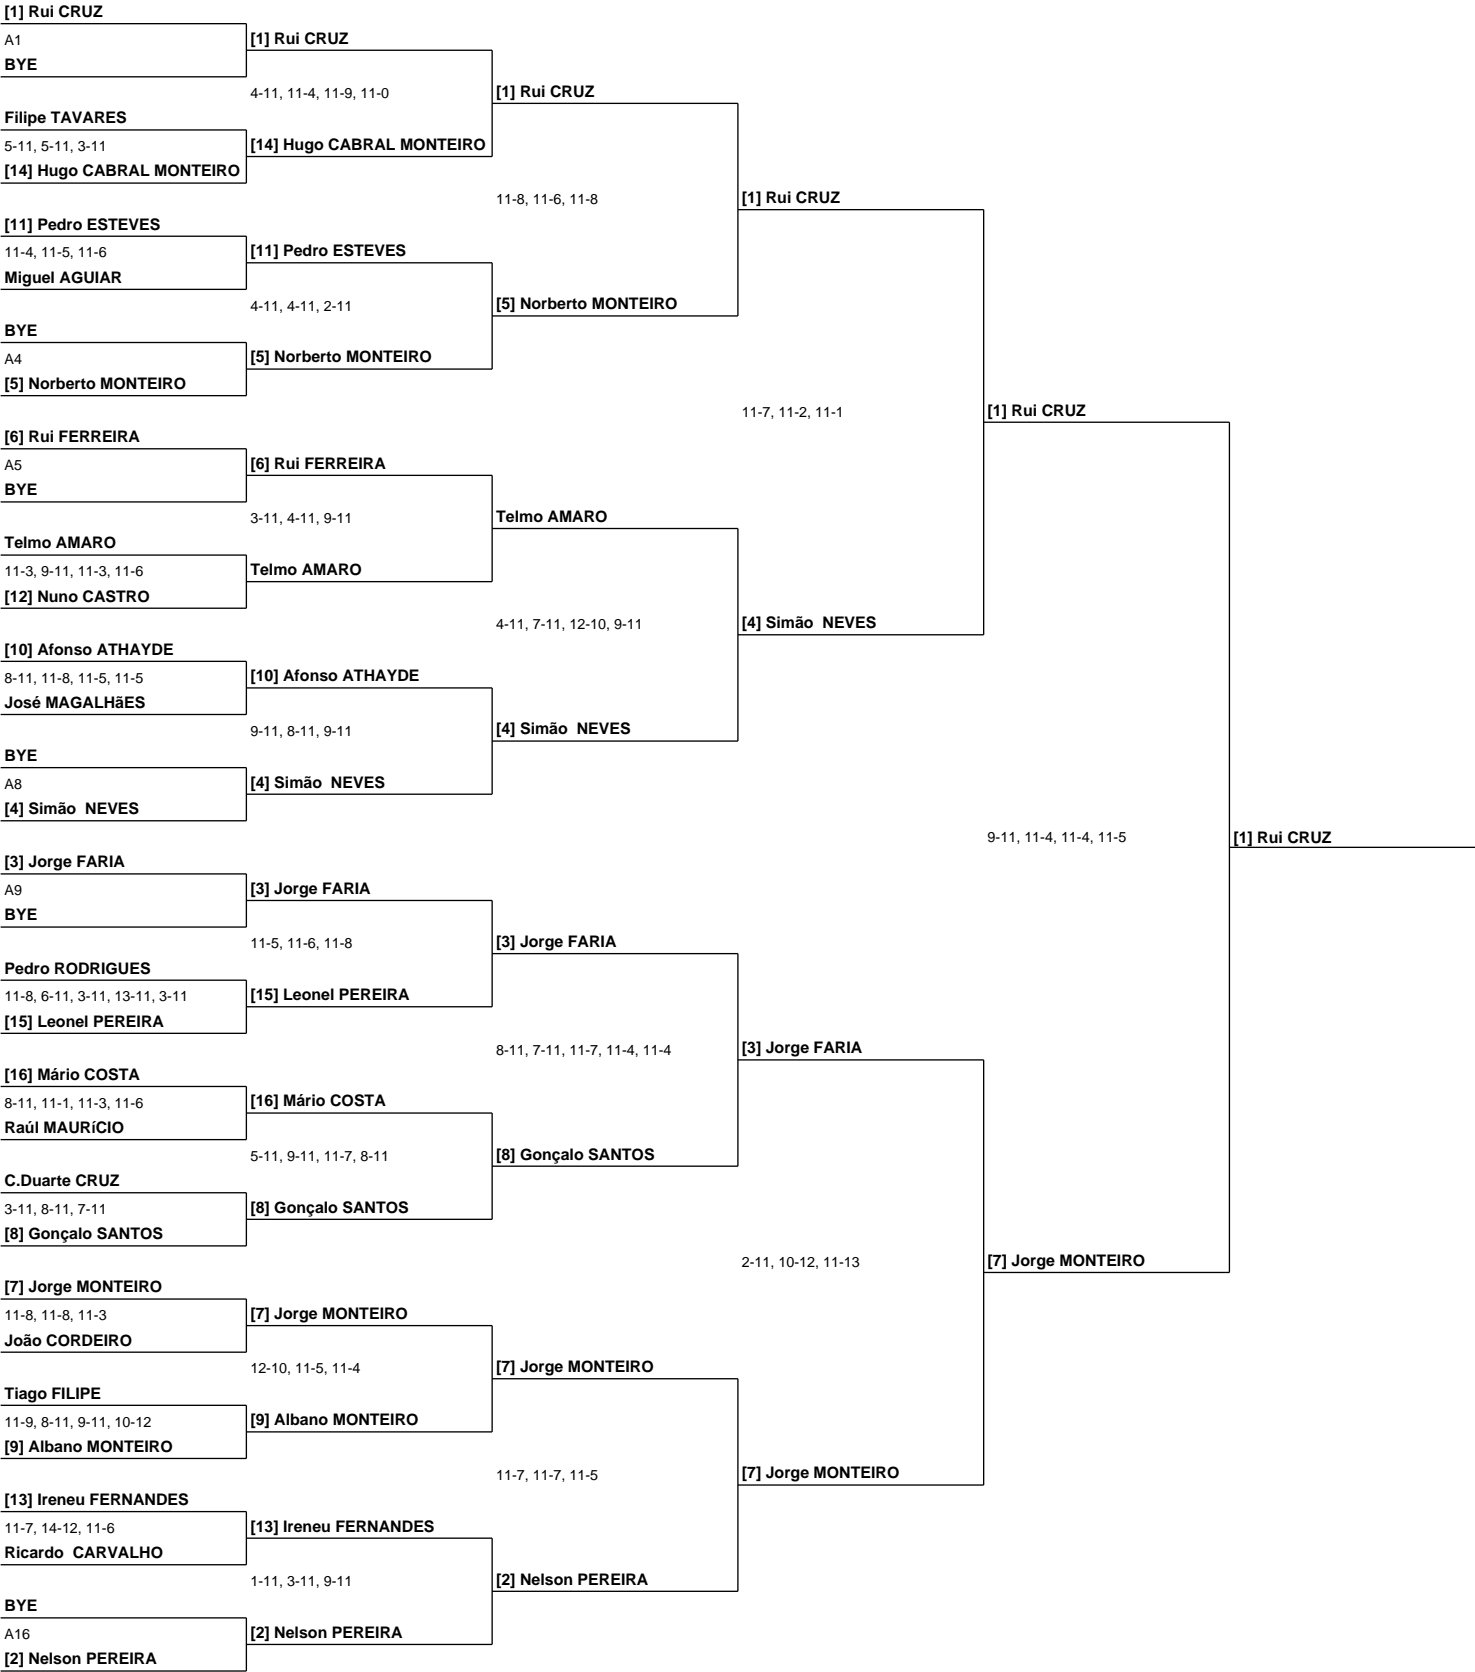 [1] Rui CRUZ
A1
BYE
Filipe TAVARES
5-11, 5-11, 3-11
[14] Hugo CABRAL MONTEIRO
[11] Pedro ESTEVES
11-4, 11-5, 11-6
Miguel AGUIAR
BYE
A4
[5] Norberto MONTEIRO
[6] Rui FERREIRA
A5
BYE
Telmo AMARO
11-3, 9-11, 11-3, 11-6
[12] Nuno CASTRO
[10] Afonso ATHAYDE
8-11, 11-8, 11-5, 11-5
José MAGALHãES
BYE
A8
[4] Simão  NEVES
[3] Jorge FARIA
A9
BYE
Pedro RODRIGUES
11-8, 6-11, 3-11, 13-11, 3-11
[15] Leonel PEREIRA
[16] Mário COSTA
8-11, 11-1, 11-3, 11-6
Raúl MAURíCIO
C.Duarte CRUZ
3-11, 8-11, 7-11
[8] Gonçalo SANTOS
[7] Jorge MONTEIRO
11-8, 11-8, 11-3
João CORDEIRO
Tiago FILIPE
11-9, 8-11, 9-11, 10-12
[9] Albano MONTEIRO
[13] Ireneu FERNANDES
11-7, 14-12, 11-6
Ricardo  CARVALHO
BYE
A16
[2] Nelson PEREIRA
[1] Rui CRUZ
4-11, 11-4, 11-9, 11-0
[14] Hugo CABRAL MONTEIRO
[11] Pedro ESTEVES
4-11, 4-11, 2-11
[5] Norberto MONTEIRO
[6] Rui FERREIRA
3-11, 4-11, 9-11
Telmo AMARO
[10] Afonso ATHAYDE
9-11, 8-11, 9-11
[4] Simão  NEVES
[3] Jorge FARIA
11-5, 11-6, 11-8
[15] Leonel PEREIRA
[16] Mário COSTA
5-11, 9-11, 11-7, 8-11
[8] Gonçalo SANTOS
[7] Jorge MONTEIRO
12-10, 11-5, 11-4
[9] Albano MONTEIRO
[13] Ireneu FERNANDES
1-11, 3-11, 9-11
[2] Nelson PEREIRA
[1] Rui CRUZ
11-8, 11-6, 11-8
[5] Norberto MONTEIRO
Telmo AMARO
4-11, 7-11, 12-10, 9-11
[4] Simão  NEVES
[3] Jorge FARIA
8-11, 7-11, 11-7, 11-4, 11-4
[8] Gonçalo SANTOS
[7] Jorge MONTEIRO
11-7, 11-7, 11-5
[2] Nelson PEREIRA
[1] Rui CRUZ
11-7, 11-2, 11-1
[4] Simão  NEVES
[3] Jorge FARIA
2-11, 10-12, 11-13
[7] Jorge MONTEIRO
[1] Rui CRUZ
9-11, 11-4, 11-4, 11-5
[7] Jorge MONTEIRO
[1] Rui CRUZ